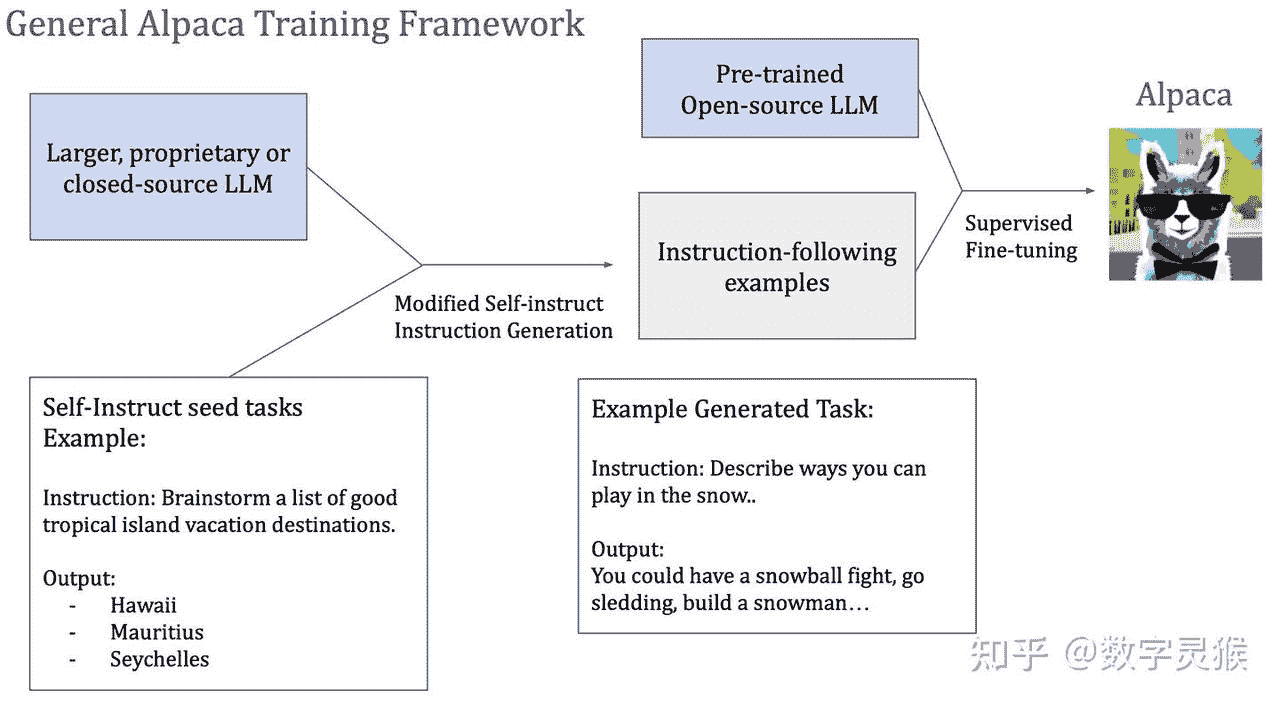 General Alpaca Training Framework
Larger, proprietary or
closed-source LLM
Pre-trained
Open-source LLM
Alpaca
Instruction-following
examples
Supervised
Fine-tuning
Modified Self-instruct
Instruction Generation
Self-Instruct seed tasks
Example:
Instruction: Brainstorm a list of good
tropical island vacation destinations.
Output:
- Hawaii
- Mauritius
- Seychelles
Example Generated Task:
Instruction: Describe ways you can
play in the snow..
Output:
You could have a snowball fight, go
sledding, build a snowman…
知乎 @数字灵猴